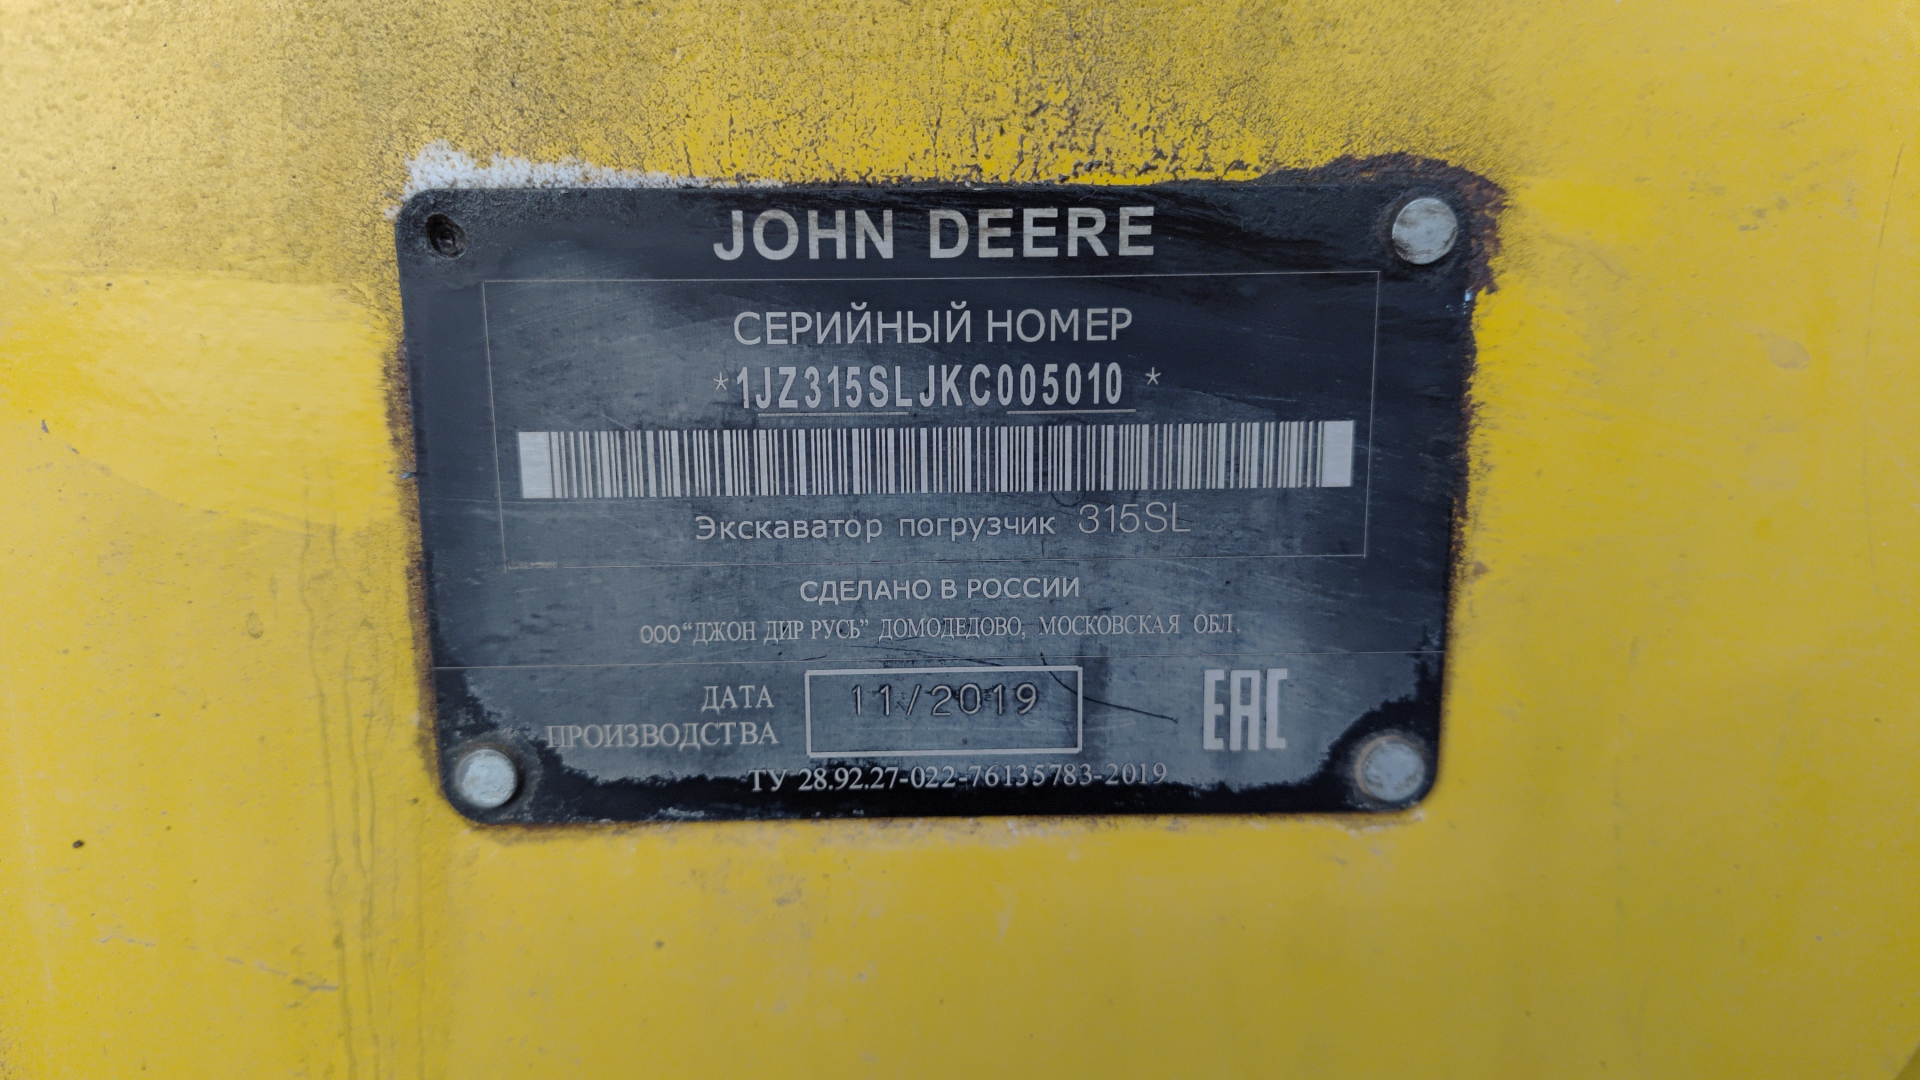 JOHN DEERE
СЕРИЙНЫЙ НОМЕР
*1JZ315SLJKC005010*
Экскаватор погрузчик 315SL
СДЕЛАНО В РОССИИ
ООО "ДЖОН ДИР РУСЬ" ДОМОДЕДОВО, МОСКОВСКАЯ ОБЛ.
ДАТА
ПРОИЗВОДСТВА
11/2019
EAC
ТУ 28.92.27-022-76135783-2019